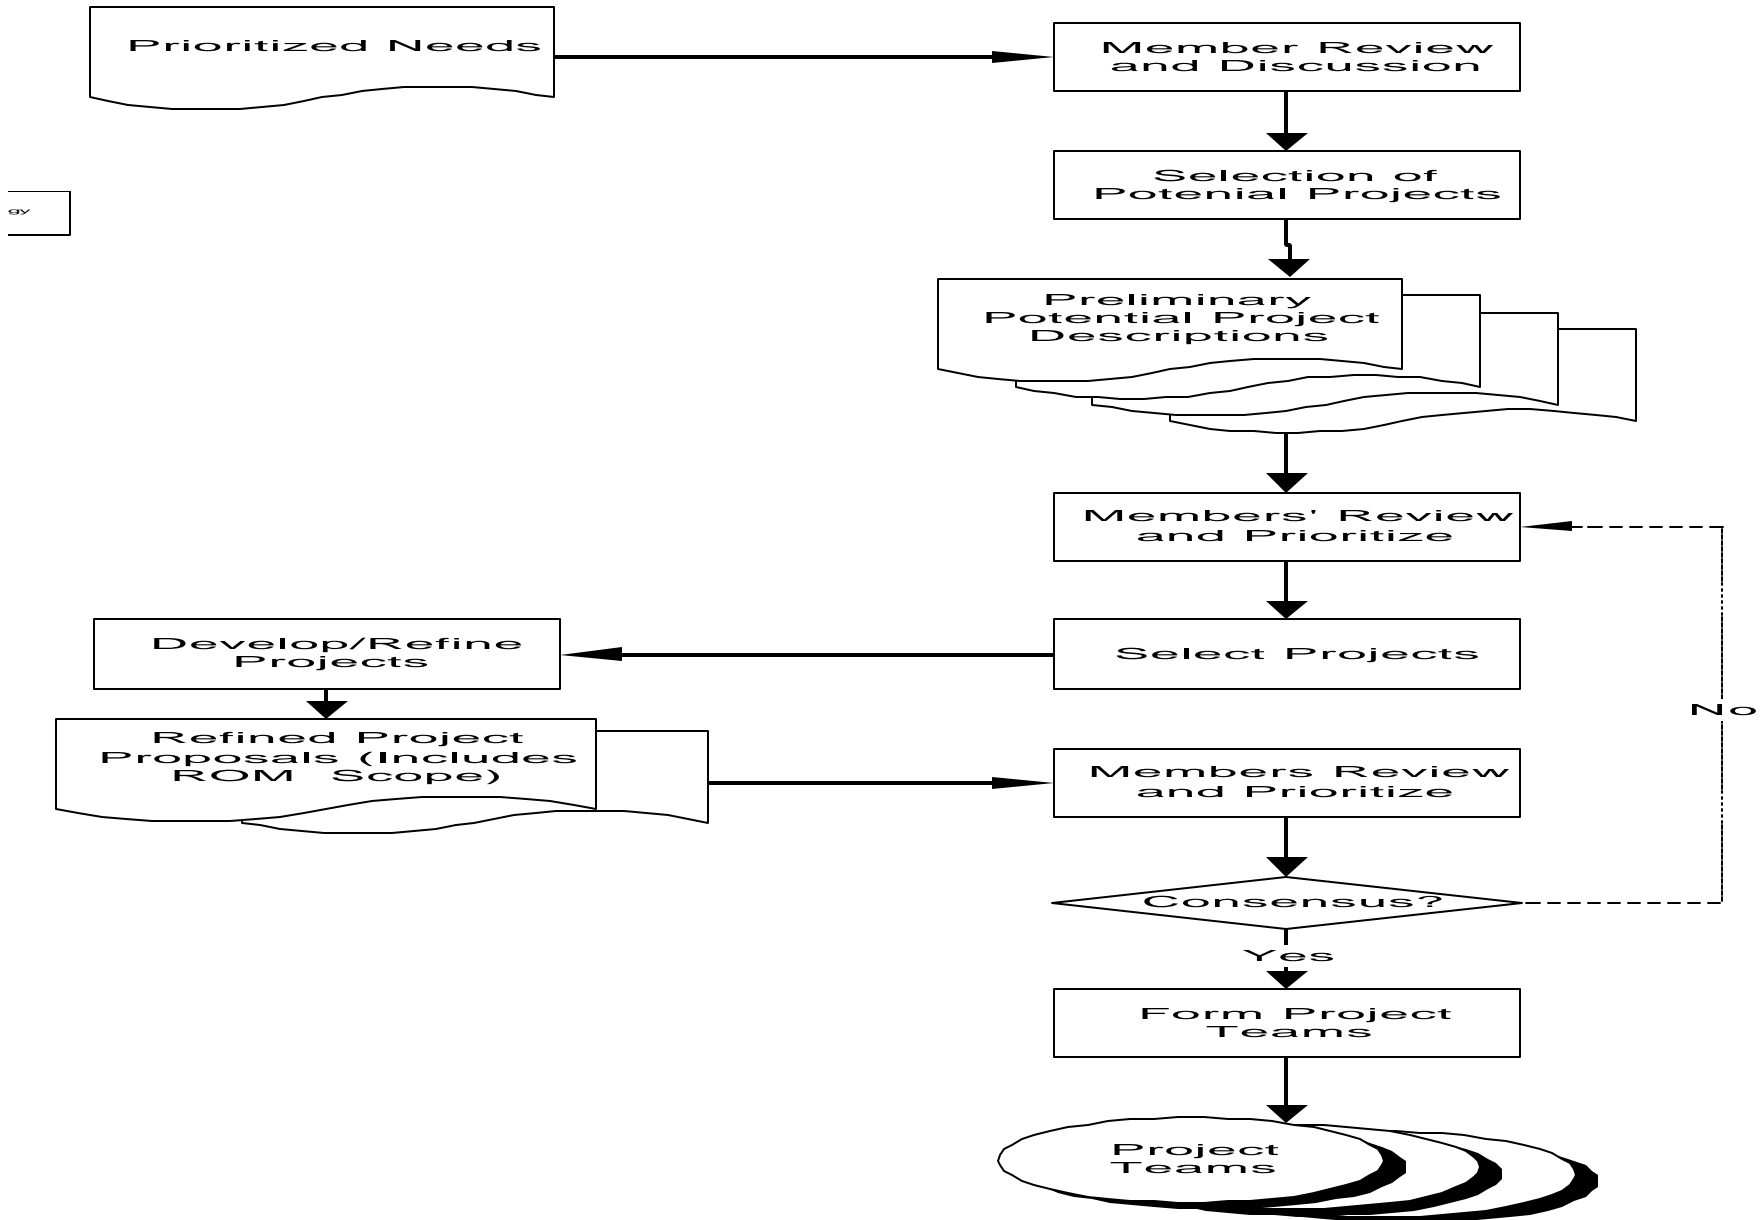 Prioritized Needs
Member Review
and Discussion
gy
Selection of
Potenial Projects
Preliminary
Potential Project
Descriptions
Members' Review
and Prioritize
Develop/Refine
Projects
Select Projects
No
Refined Project
Proposals (Includes
ROM Scope)
Members Review
and Prioritize
Consensus?
Yes
Form Project
Teams
Project
Teams